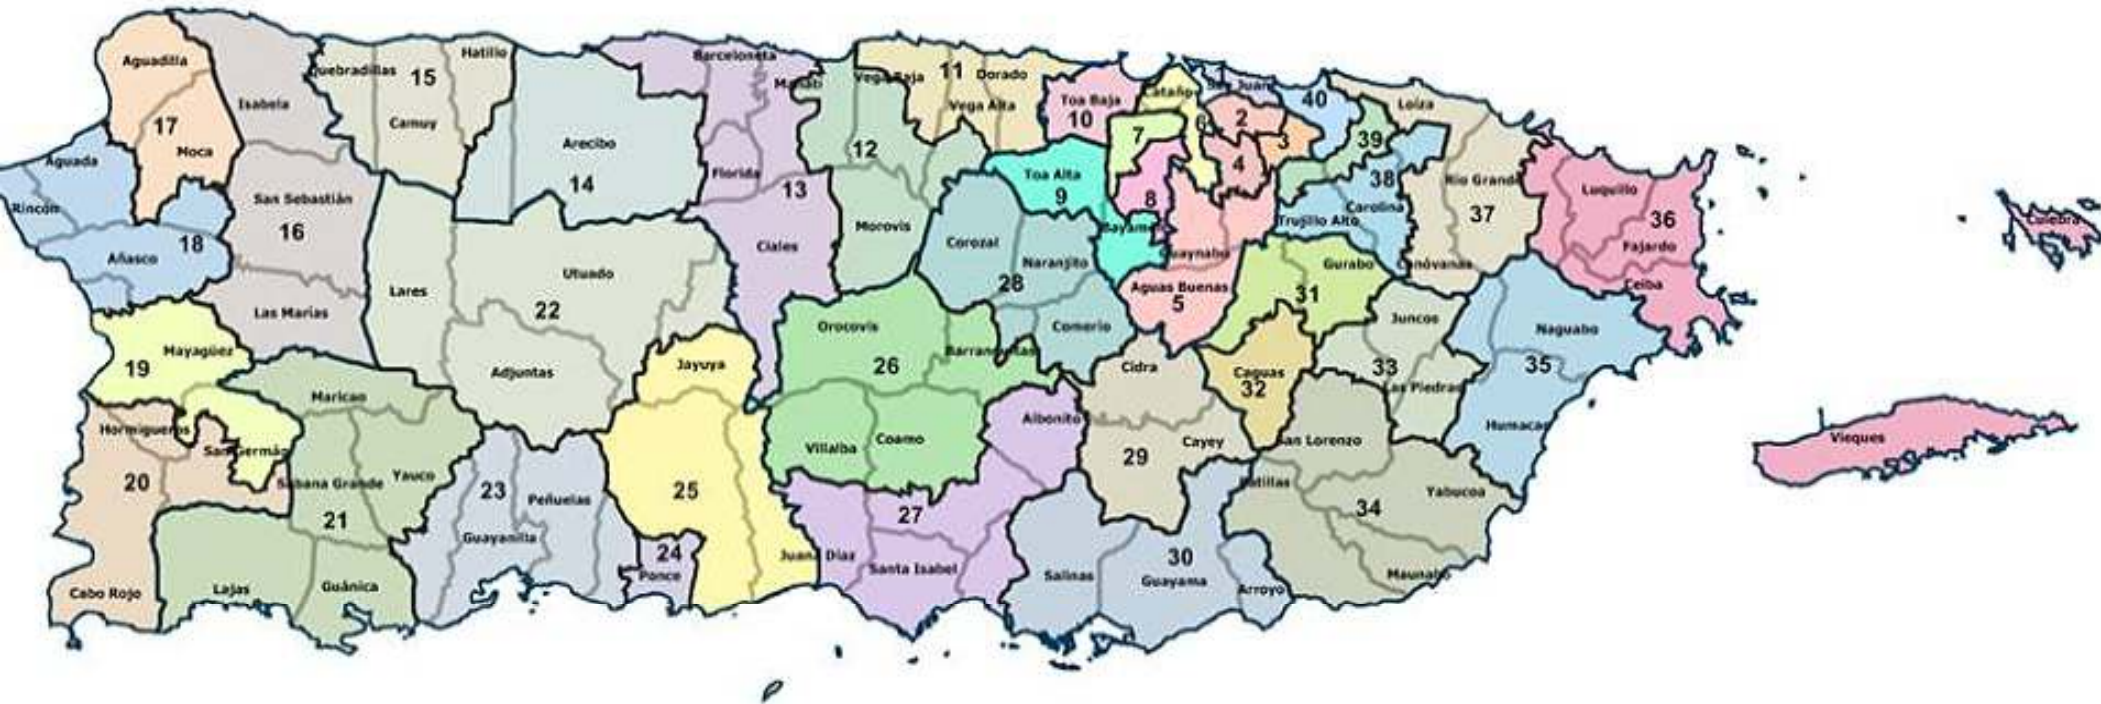 Aguadilla
17
Moca
Isabela
Quebradillas
15
Hatillo
Camuy
Arecibo
14
Barceloneta
Manatí
Florida
13
Ciales
Vega Baja
11
Dorado
Vega Alta
12
Morovis
Toa Baja
10
Cataño
San Juan
40
Loíza
2
6
7
3
39
4
38
8
Toa Alta
9
Bayamón
Carolina
Trujillo Alto
Río Grande
37
Canóvanas
Luquillo
36
Fajardo
Ceiba
Culebra
Vieques
Aguada
Rincón
18
Añasco
San Sebastián
16
Las Marías
Lares
Utuado
22
Adjuntas
Corozal
Naranjito
28
Comerío
Guaynabo
Aguas Buenas
5
Gurabo
31
Juncos
33
Las Piedras
Naguabo
35
Humacao
19
Mayagüez
Maricao
Hormigueros
San Germán
20
Cabo Rojo
Sabana Grande
Yauco
21
Lajas
Guánica
Jayuya
25
Orocovis
26
Barranquitas
Villalba
Coamo
Aibonito
Cidra
Caguas
32
Cayey
29
San Lorenzo
23
Peñuelas
Guayanilla
24
Ponce
Juana Díaz
27
Santa Isabel
Salinas
30
Guayama
Arroyo
Patillas
34
Yabucoa
Maunabo